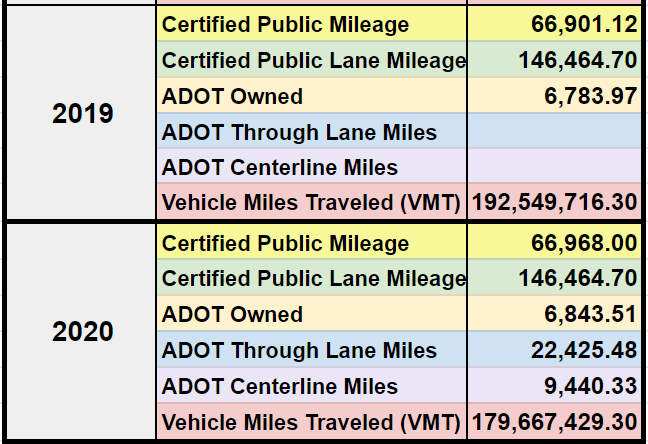 2019
Certified Public Mileage 66,901.12
Certified Public Lane Mileage 146,464.70
ADOT Owned 6,783.97
ADOT Through Lane Miles
ADOT Centerline Miles
Vehicle Miles Traveled (VMT) 192,549,716.30
2020
Certified Public Mileage 66,968.00
Certified Public Lane Mileage 146,464.70
ADOT Owned 6,843.51
ADOT Through Lane Miles 22,425.48
ADOT Centerline Miles 9,440.33
Vehicle Miles Traveled (VMT) 179,667,429.30